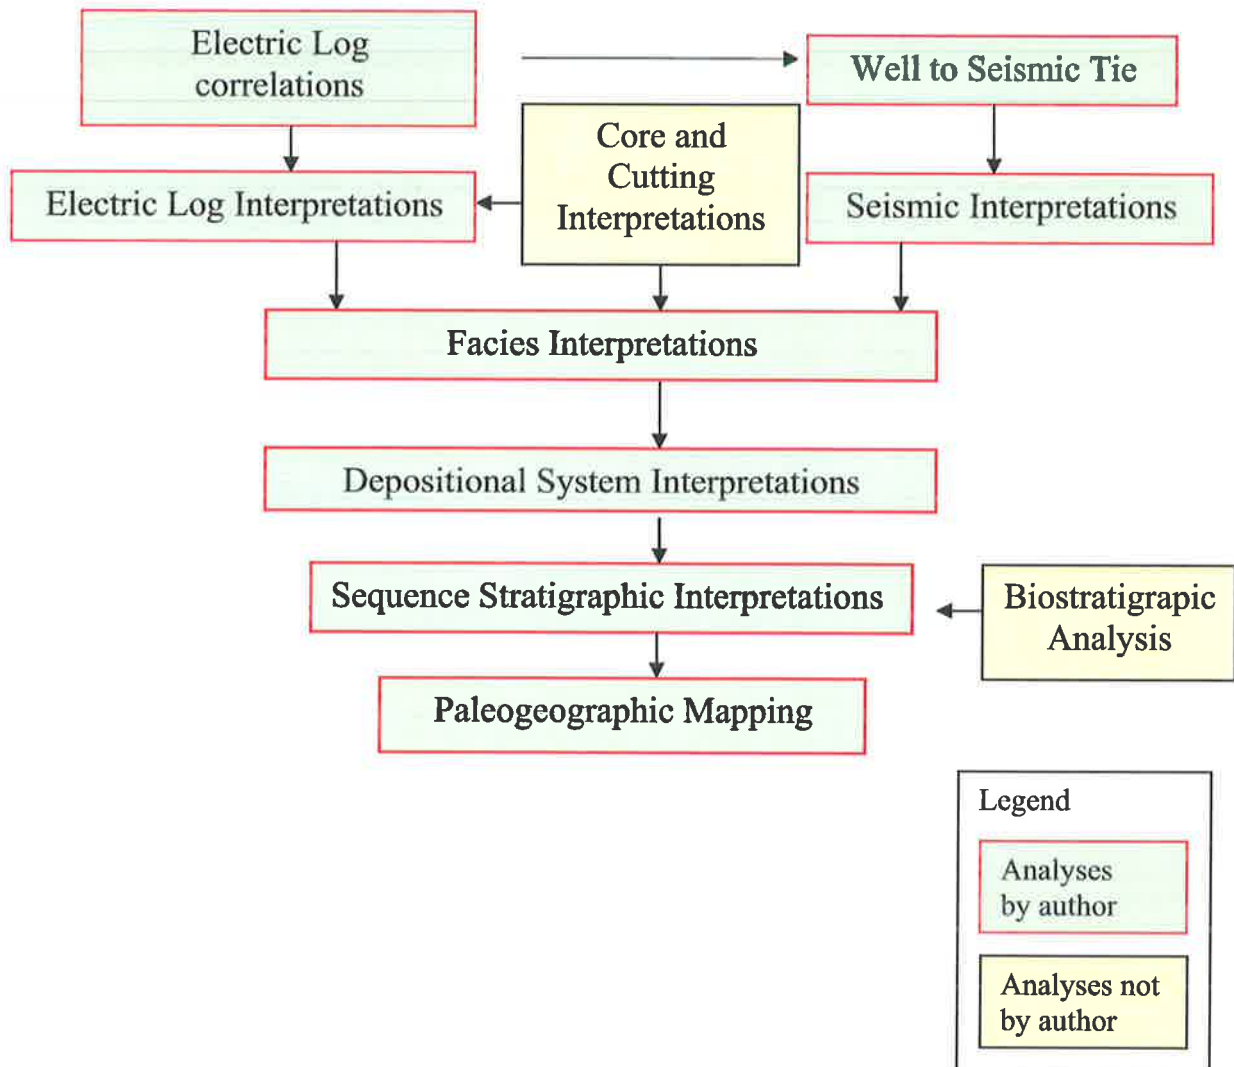 Electric Log
correlations
Well to Seismic Tie
Core and
Cutting
Interpretations
Electric Log Interpretations
Seismic Interpretations
Facies Interpretations
Depositional System Interpretations
Sequence Stratigraphic Interpretations
Biostratigrapic
Analysis
Paleogeographic Mapping
Legend
Analyses
by author
Analyses not
by author